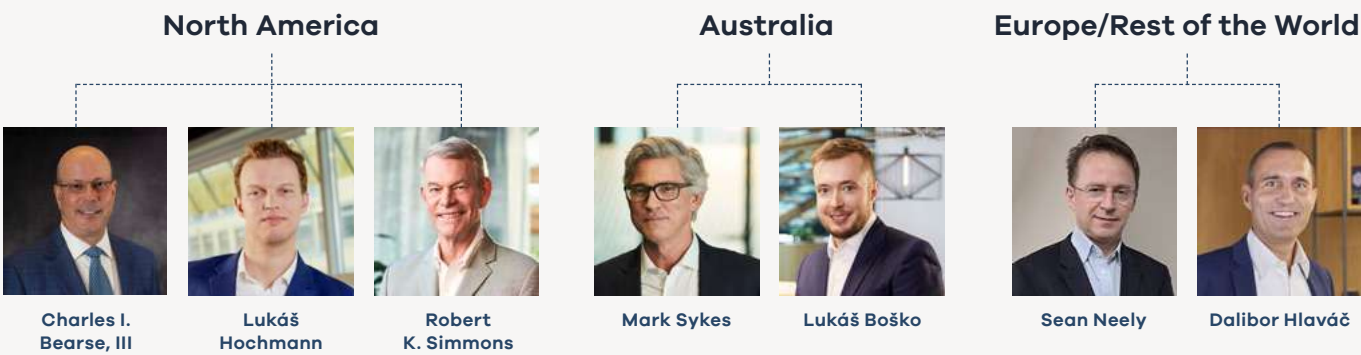 North America
Australia
Europe/Rest of the World
Charles I.
Bearse, III
Lukáš
Hochmann
Robert
K. Simmons
Mark Sykes
Lukáš Boško
Sean Neely
Dalibor Hlaváč